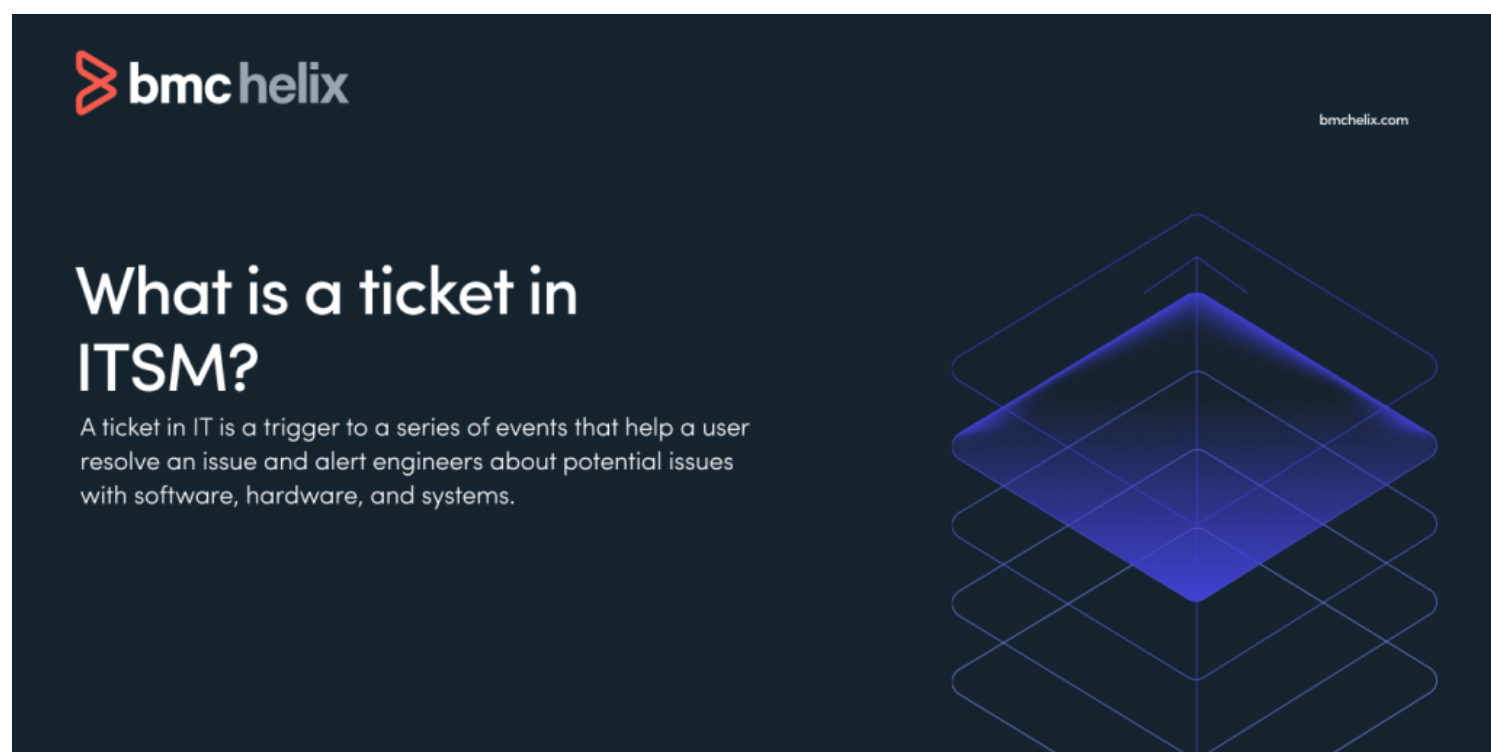 bmc helix
bmchelix.com
What is a ticket in
ITSM?
A ticket in IT is a trigger to a series of events that help a user
resolve an issue and alert engineers about potential issues
with software, hardware, and systems.